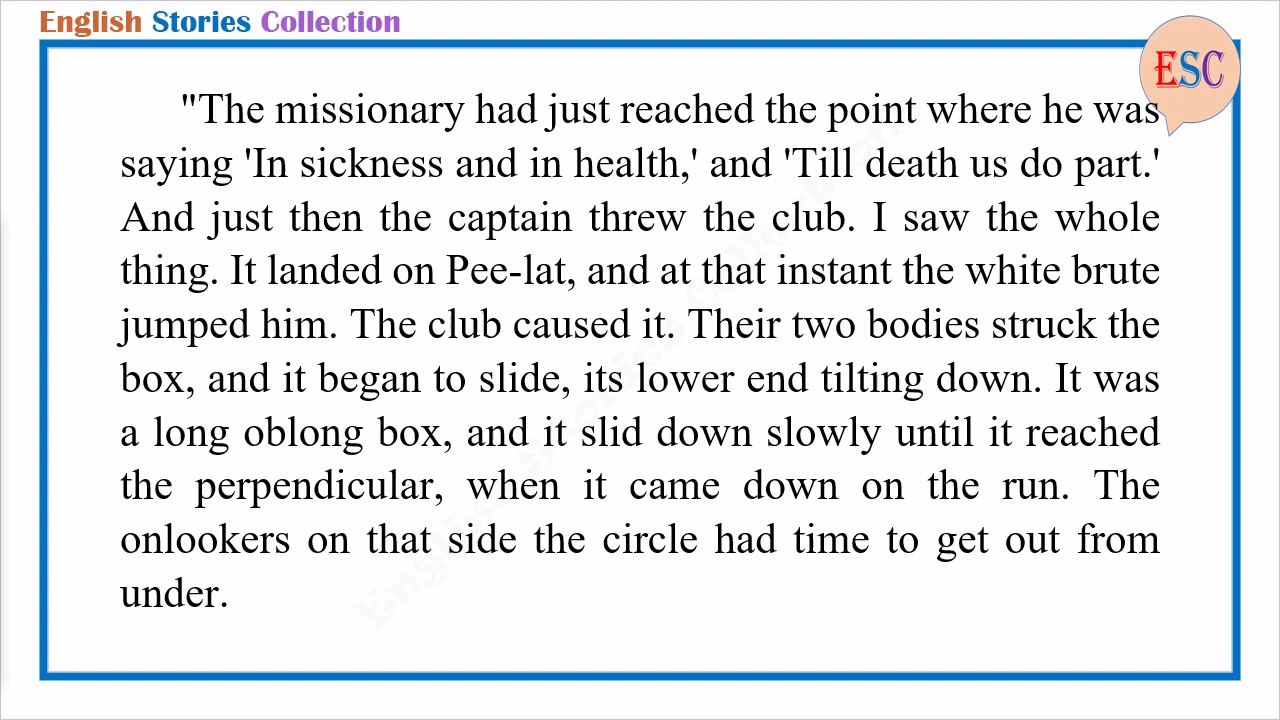 English Stories Collection
ESC
"The missionary had just reached the point where he was
saying 'In sickness and in health,' and 'Till death us do part.'
And just then the captain threw the club. I saw the whole
thing. It landed on Pee-lat, and at that instant the white brute
jumped him. The club caused it. Their two bodies struck the
box, and it began to slide, its lower end tilting down. It was
a long oblong box, and it slid down slowly until it reached
the perpendicular, when it came down on the run. The
onlookers on that side the circle had time to get out from
under.